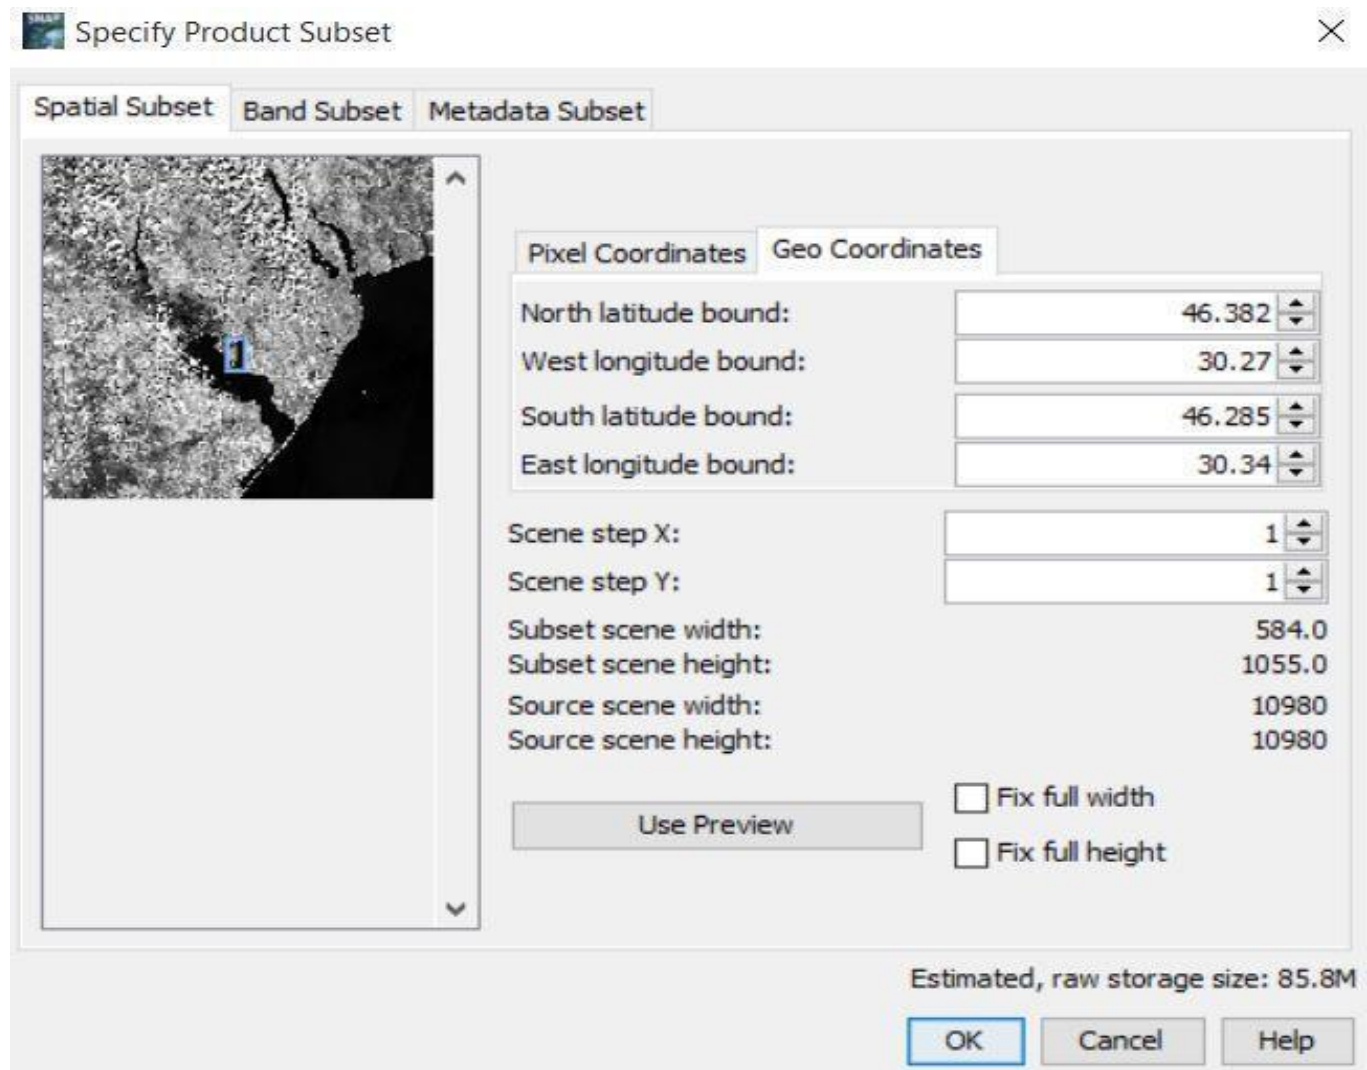 SNAP
Specify Product Subset
Spatial Subset Band Subset Metadata Subset
Pixel Coordinates Geo Coordinates
North latitude bound: 46.382
West longitude bound: 30.27
South latitude bound: 46.285
East longitude bound: 30.34
Scene step X: 1
Scene step Y: 1
Subset scene width: 584.0
Subset scene height: 1055.0
Source scene width: 10980
Source scene height: 10980
Use Preview
Fix full width
Fix full height
Estimated, raw storage size: 85.8M
OK Cancel Help